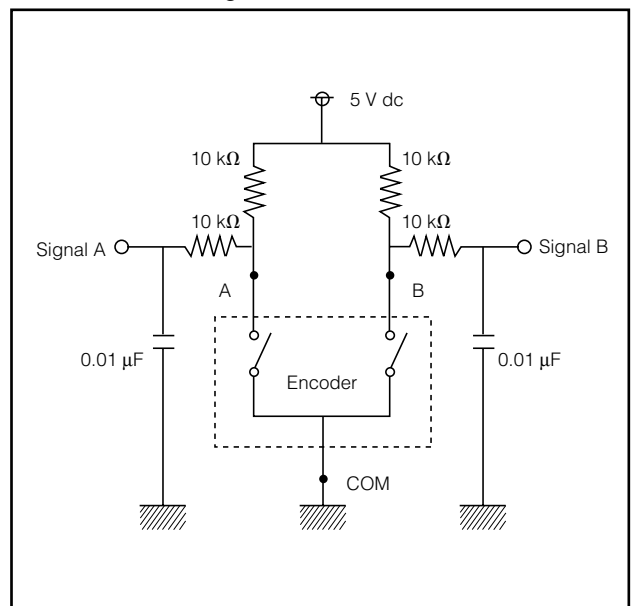 5 V dc
10 kΩ 10 kΩ
10 kΩ 10 kΩ
Signal A Signal B
A B
0.01 μF Encoder 0.01 μF
COM